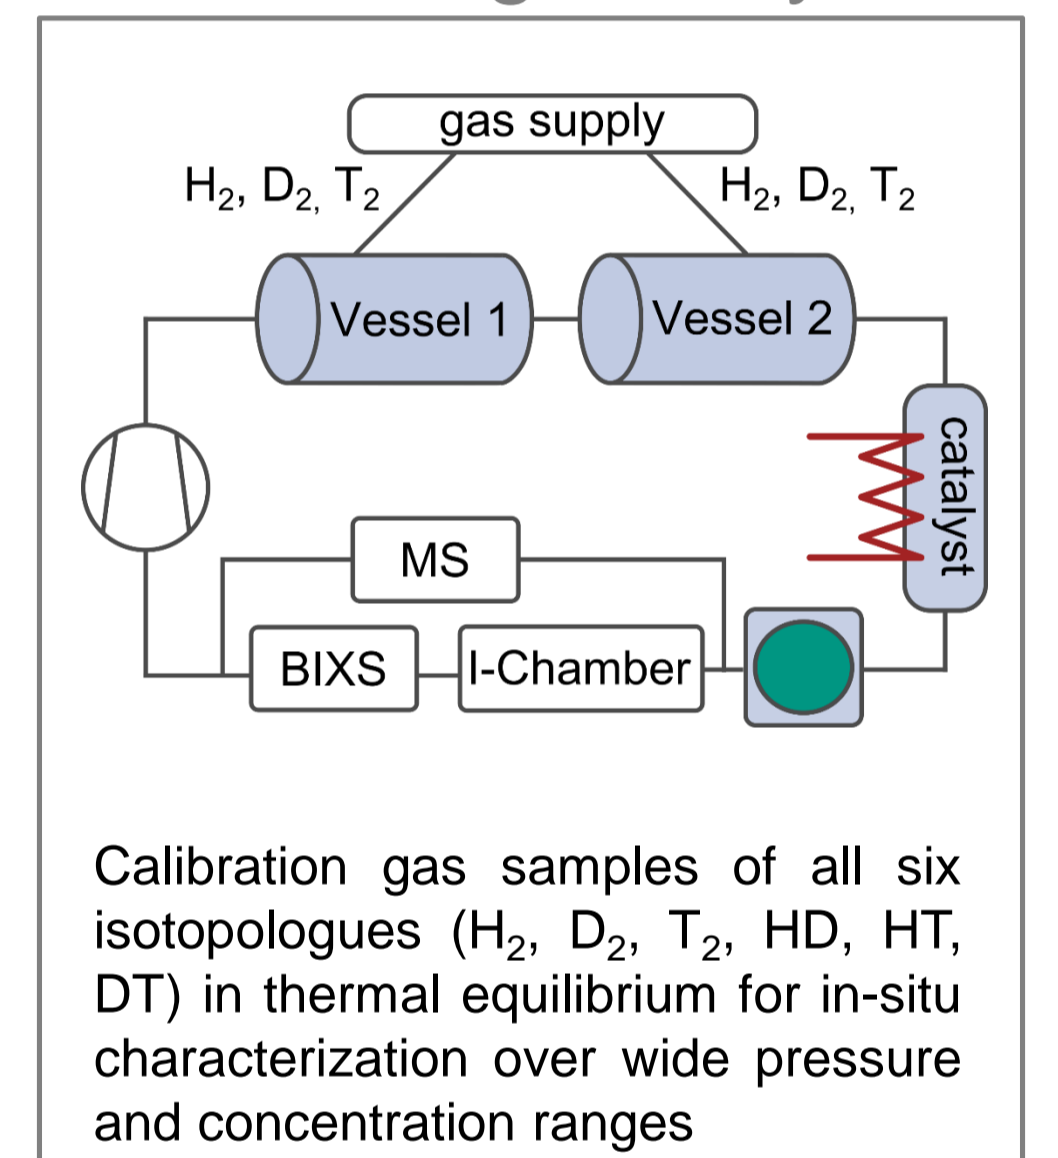 gas supply
H₂, D₂, T₂
H₂, D₂, T₂
Vessel 1
Vessel 2
catalyst
MS
BIXS
I-Chamber
Calibration gas samples of all six
isotopologues (H₂, D₂, T₂, HD, HT,
DT) in thermal equilibrium for in-situ
characterization over wide pressure
and concentration ranges